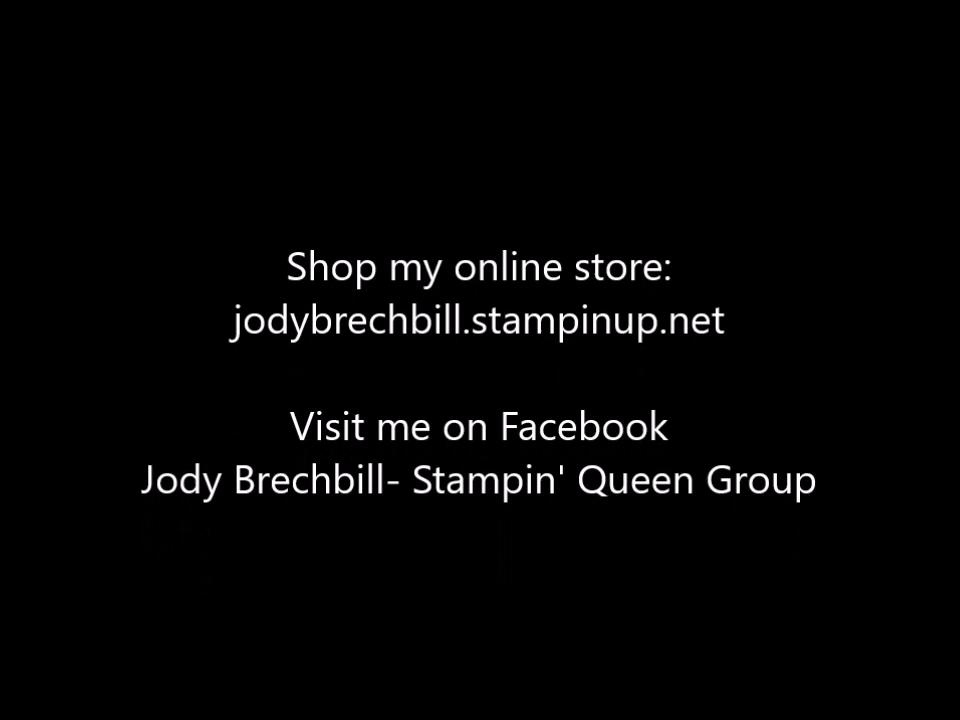 Shop my online store:
jodybrechbill.stampinup.net
Visit me on Facebook
Jody Brechbill- Stampin' Queen Group